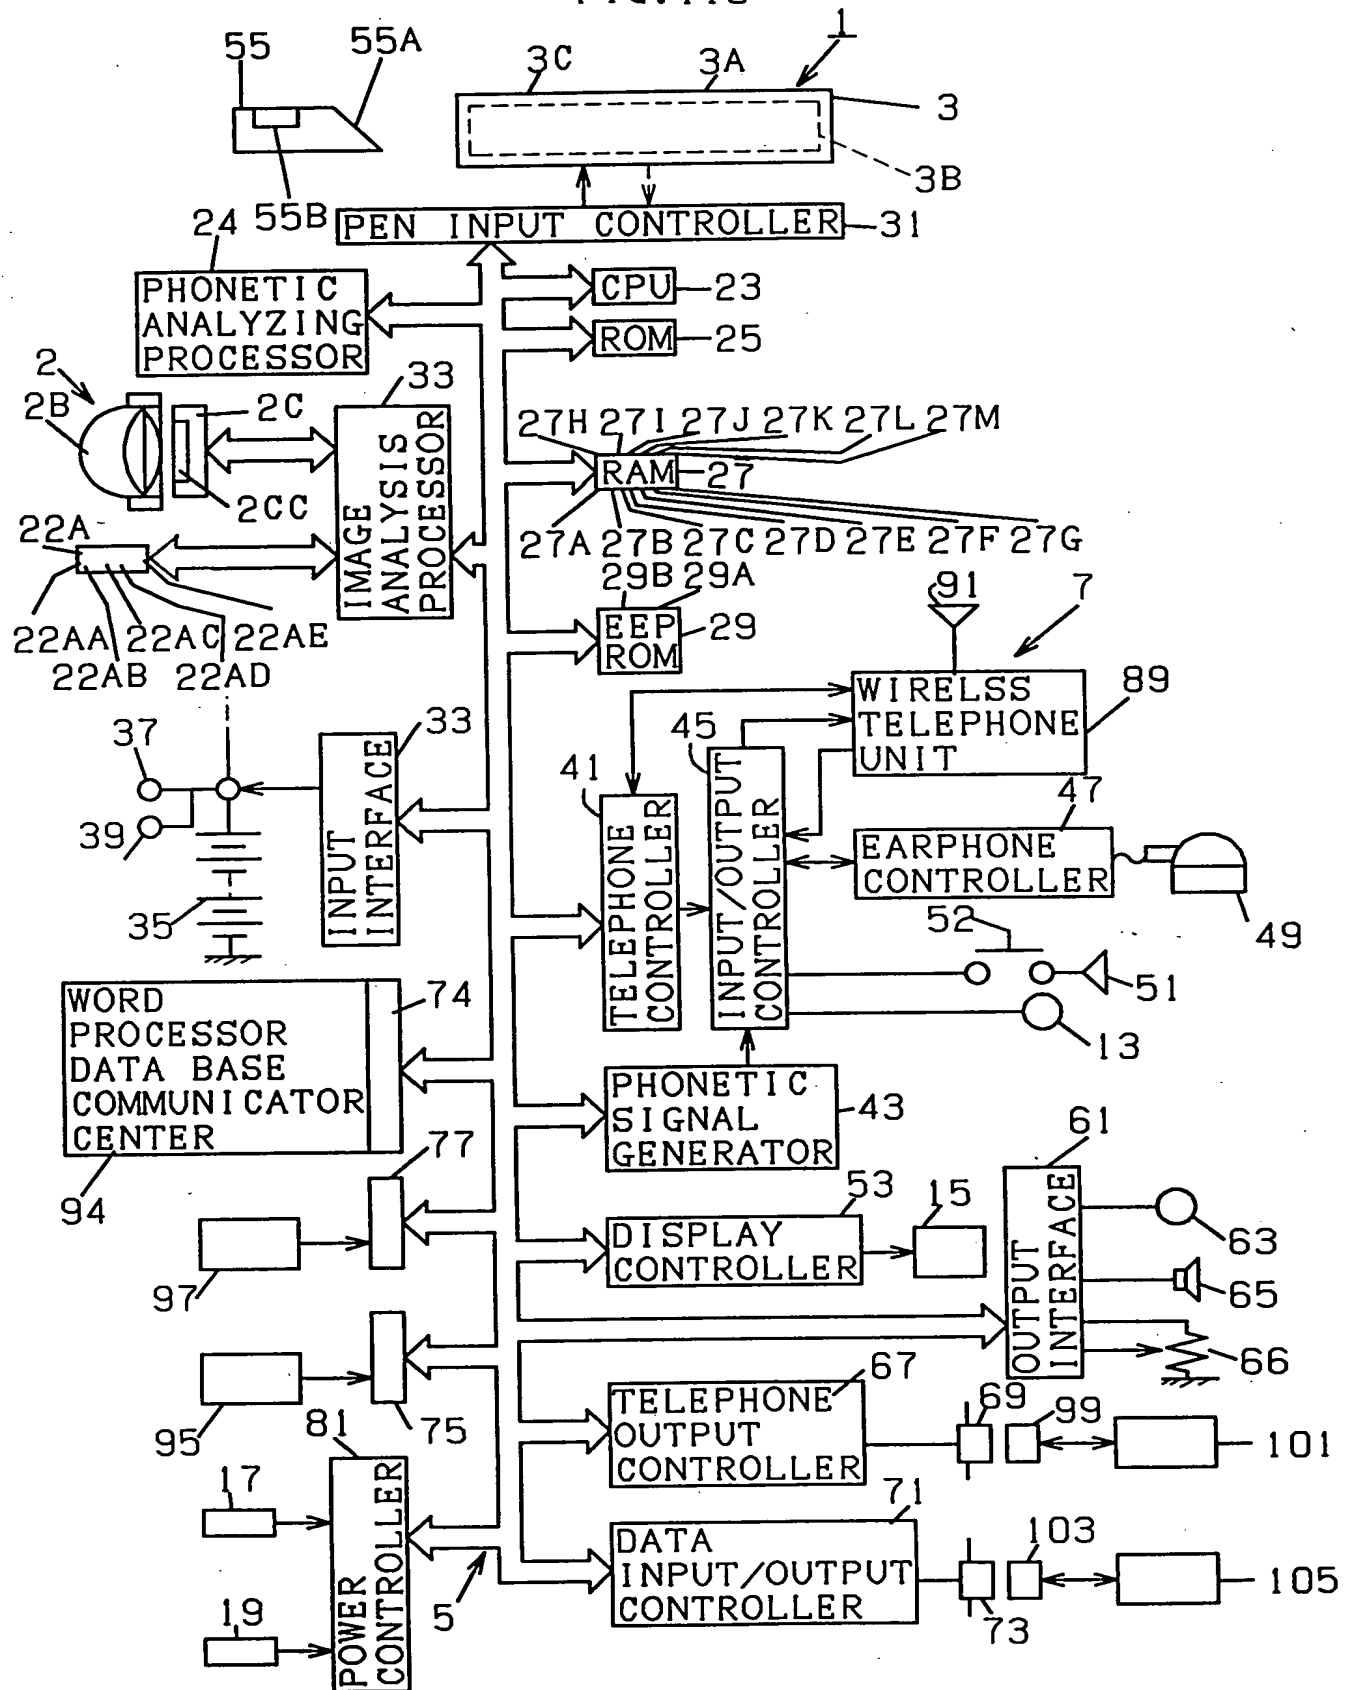 1
55 55A 3C 3A
3
3B
24 55B
PEN INPUT CONTROLLER 31
PHONETIC
ANALYZING
PROCESSOR
CPU 23
ROM 25
2
2B
2C
33
2CC
IMAGE
ANALYSIS
PROCESSOR
27H 27I 27J 27K 27L 27M
RAM 27
27A 27B 27C 27D 27E 27F 27G
22A
22AA 22AC 22AE
22AB 22AD
29B 29A
EEP
ROM
29
91
7
WIRELSS
TELEPHONE
UNIT
89
37
39
35
33
INPUT
INTERFACE
41
TELEPHONE
CONTROLLER
45
INPUT/OUTPUT
CONTROLLER
47
EARPHONE
CONTROLLER
49
52
51
13
WORD
PROCESSOR
DATA BASE
COMMUNICATOR
CENTER
74
94
PHONETIC
SIGNAL
GENERATOR
43
77
97
53
15
DISPLAY
CONTROLLER
61
OUTPUT
INTERFACE
63
65
66
95
75
67
TELEPHONE
OUTPUT
CONTROLLER
69 99
101
81
17
19
POWER
CONTROLLER
5
71
DATA
INPUT/OUTPUT
CONTROLLER
73
103
105